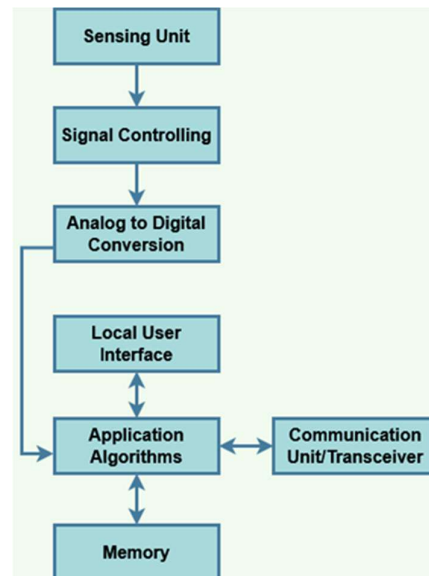 Sensing Unit
Signal Controlling
Analog to Digital
Conversion
Local User
Interface
Application
Algorithms
Communication
Unit/Transceiver
Memory